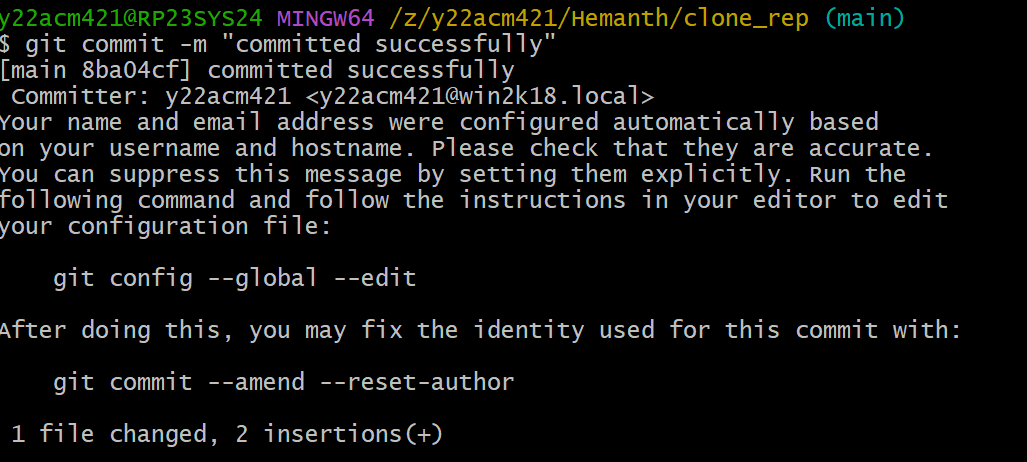 y22acm421@RP23SYS24 MINGW64 /z/y22acm421/Hemanth/clone_rep (main)
$ git commit -m "committed successfully"
[main 8ba04cf] committed successfully
 Committer: y22acm421 <y22acm421@win2k18.local>
Your name and email address were configured automatically based
on your username and hostname. Please check that they are accurate.
You can suppress this message by setting them explicitly. Run the
following command and follow the instructions in your editor to edit
your configuration file:

    git config --global --edit

After doing this, you may fix the identity used for this commit with:

    git commit --amend --reset-author

 1 file changed, 2 insertions(+)